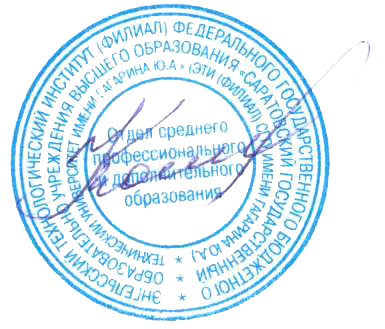 ЭНГЕЛЬССКИЙ ТЕХНОЛОГИЧЕСКИЙ ИНСТИТУТ (ФИЛИАЛ) ФЕДЕРАЛЬНОГО ГОСУДАРСТВЕННОГО БЮДЖЕТНОГО
ОБРАЗОВАТЕЛЬНОГО УЧРЕЖДЕНИЯ ВЫСШЕГО ОБРАЗОВАНИЯ «САРАТОВСКИЙ ГОСУДАРСТВЕННЫЙ
ТЕХНИЧЕСКИЙ УНИВЕРСИТЕТ ИМЕНИ ГАГАРИНА Ю.А.» (ЭТИ (ФИЛИАЛ) СГТУ ИМЕНИ ГАГАРИНА Ю.А.)
Отдел среднего
профессионального
и дополнительного
образования